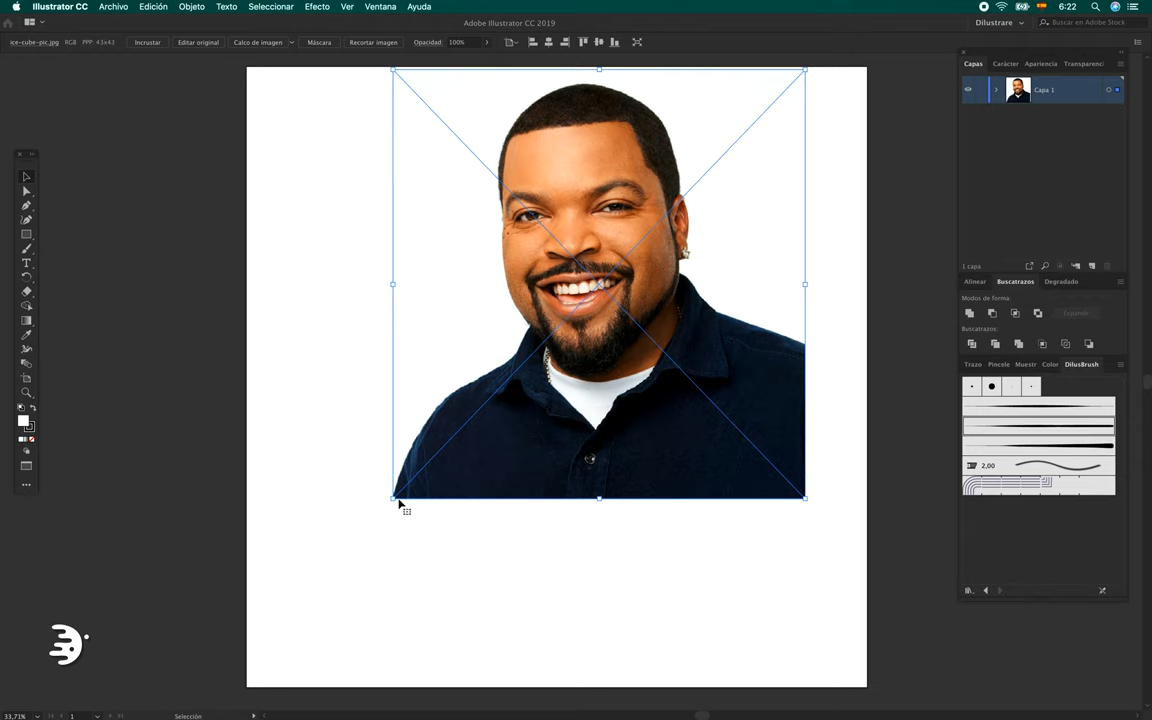 Illustrator CC Archivo Edición Objeto Texto Seleccionar Efecto Ver Ventana Ayuda 6:22
Adobe Illustrator CC 2019 Dilustrare Buscar en Adobe Stock
ice-cube-pic.jpg RGB PPP: 43x43 Incrustar Editar original Calco de imagen Máscara Recortar imagen Opacidad: 100%
Capas Carácter Apariencia Transparenci
Capa 1
1 capa
Alinear Buscatrazos Degradado
Modos de forma:
Expandir
Buscatrazos:
Trazo Pincele Muestr Color DilusBrush
2,00
33,71% 1 Selección